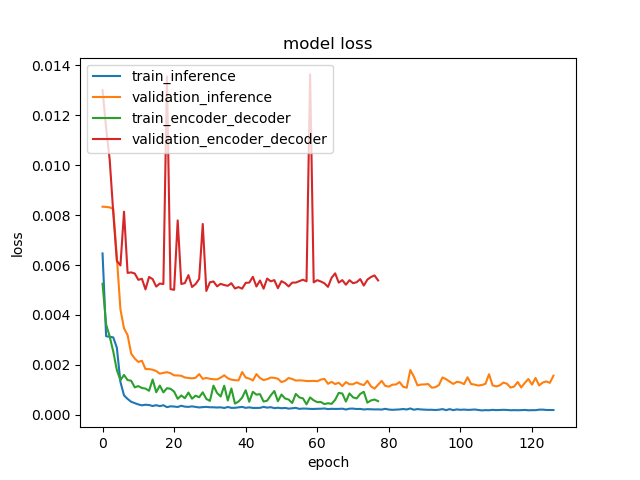 model loss
train_inference
validation_inference
train_encoder_decoder
validation_encoder_decoder
loss
0.014
0.012
0.010
0.008
0.006
0.004
0.002
0.000
0
20
40
60
80
100
120
epoch